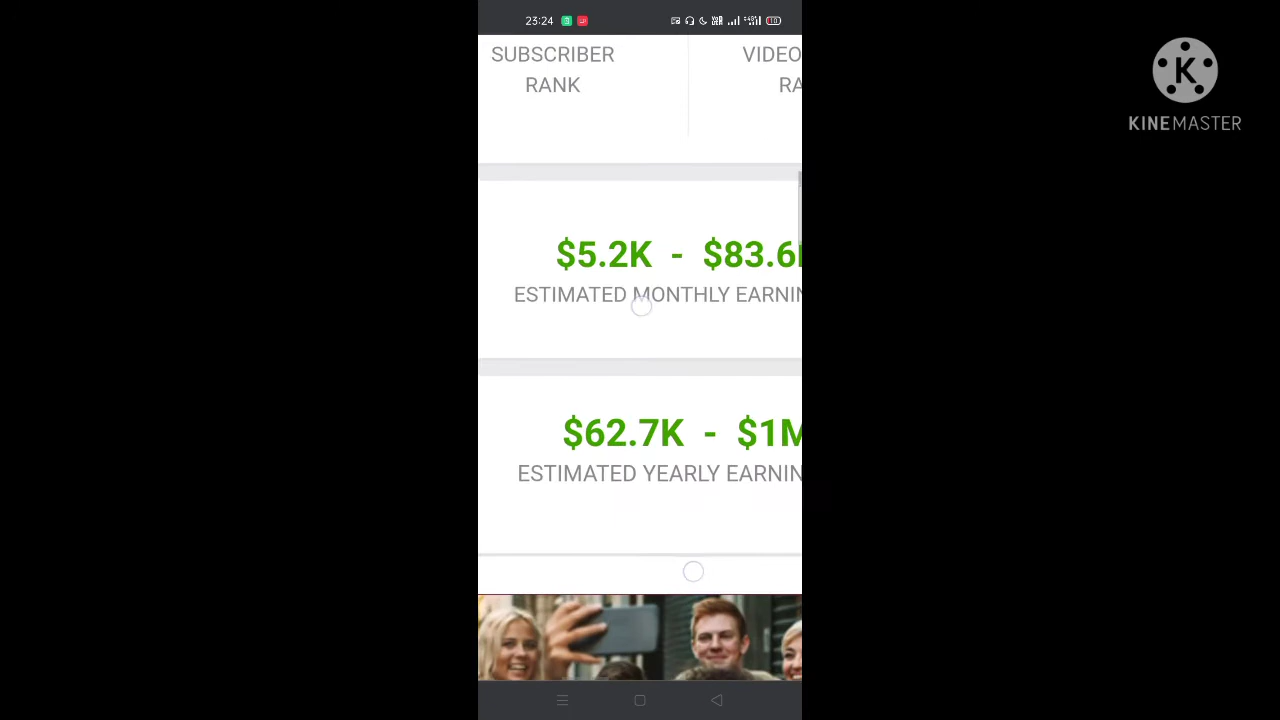 23:24
SUBSCRIBER
RANK
VIDEO
RA
$5.2K - $83.6
ESTIMATED MONTHLY EARNIN
$62.7K - $1M
ESTIMATED YEARLY EARNIN
K
KINEMASTER